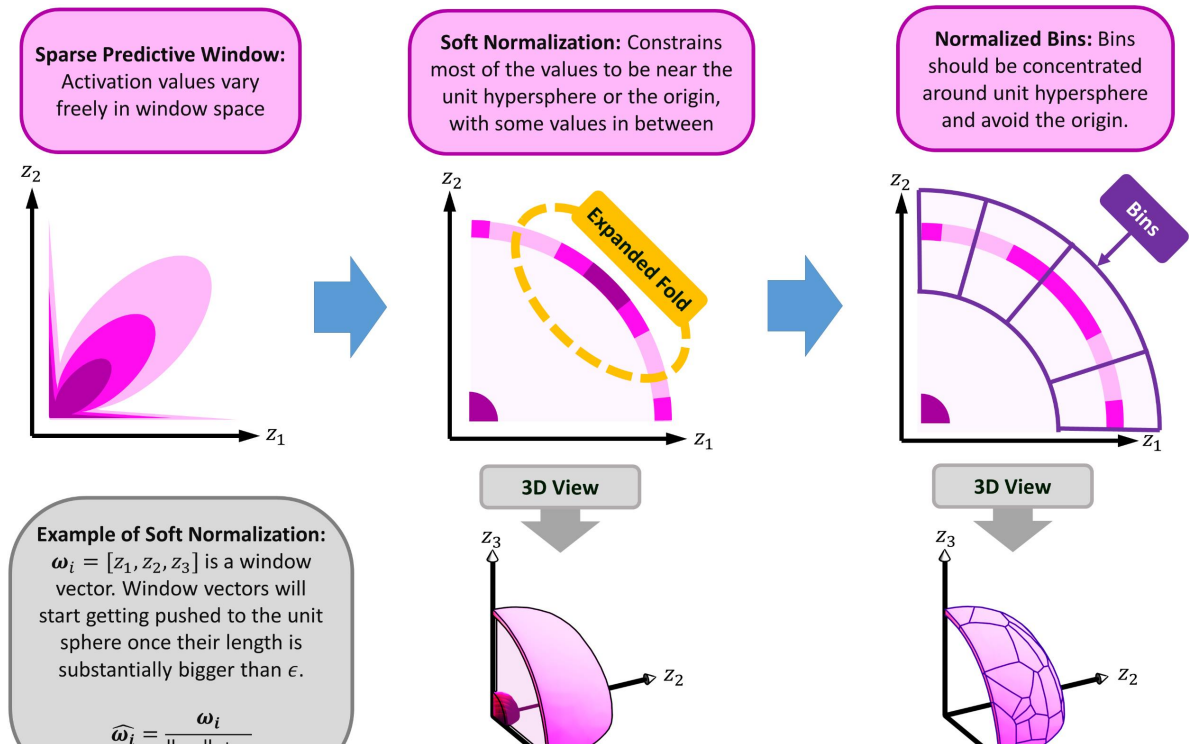 Sparse Predictive Window:
Activation values vary
freely in window space
Soft Normalization: Constrains
most of the values to be near the
unit hypersphere or the origin,
with some values in between
Normalized Bins: Bins
should be concentrated
around unit hypersphere
and avoid the origin.
z₂
z₁
z₂
Expanded Fold
z₁
z₂
Bins
z₁
3D View
3D View
Example of Soft Normalization:
ωᵢ = [z₁, z₂, z₃] is a window
vector. Window vectors will
start getting pushed to the unit
sphere once their length is
substantially bigger than ϵ.
ω̂ᵢ = ωᵢ
z₃
z₂
z₃
z₂